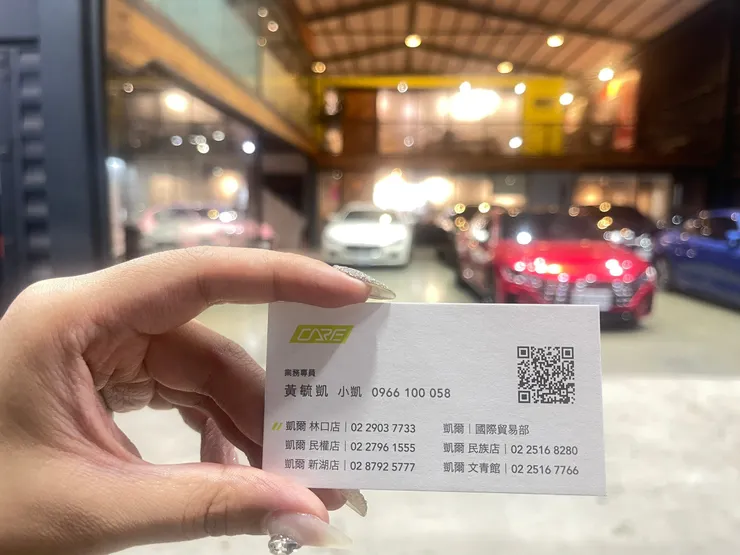 CARE
商務專員
黃毓凱 小凱 0966 100 058
凱爾 林口店｜02 2903 7733 凱爾｜國際貿易部
凱爾 民權店｜02 2796 1555 凱爾 民族店｜02 2516 8280
凱爾 新湖店｜02 8792 5777 凱爾 文青館｜02 2516 7766